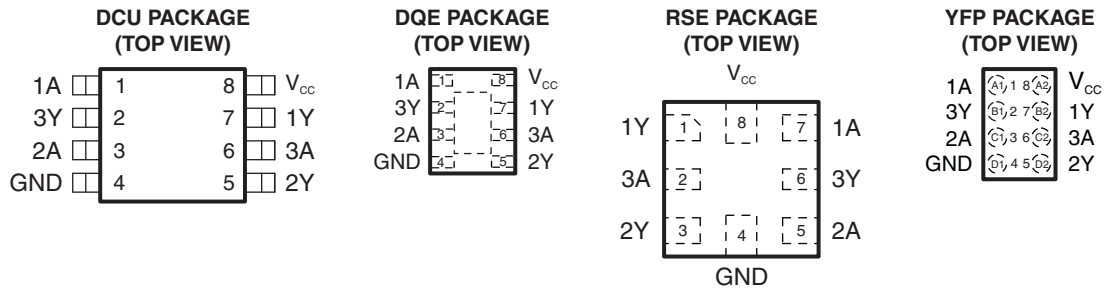 DCU PACKAGE
(TOP VIEW)
1A 1 8 VCC
3Y 2 7 1Y
2A 3 6 3A
GND 4 5 2Y
DQE PACKAGE
(TOP VIEW)
1A 1 8 VCC
3Y 2 7 1Y
2A 3 6 3A
GND 4 5 2Y
RSE PACKAGE
(TOP VIEW)
VCC
1Y 1 8 7 1A
3A 2 6 3Y
2Y 3 4 5 2A
GND
YFP PACKAGE
(TOP VIEW)
1A A1 1 8 A2 VCC
3Y B1 2 7 B2 1Y
2A C1 3 6 C2 3A
GND D1 4 5 D2 2Y